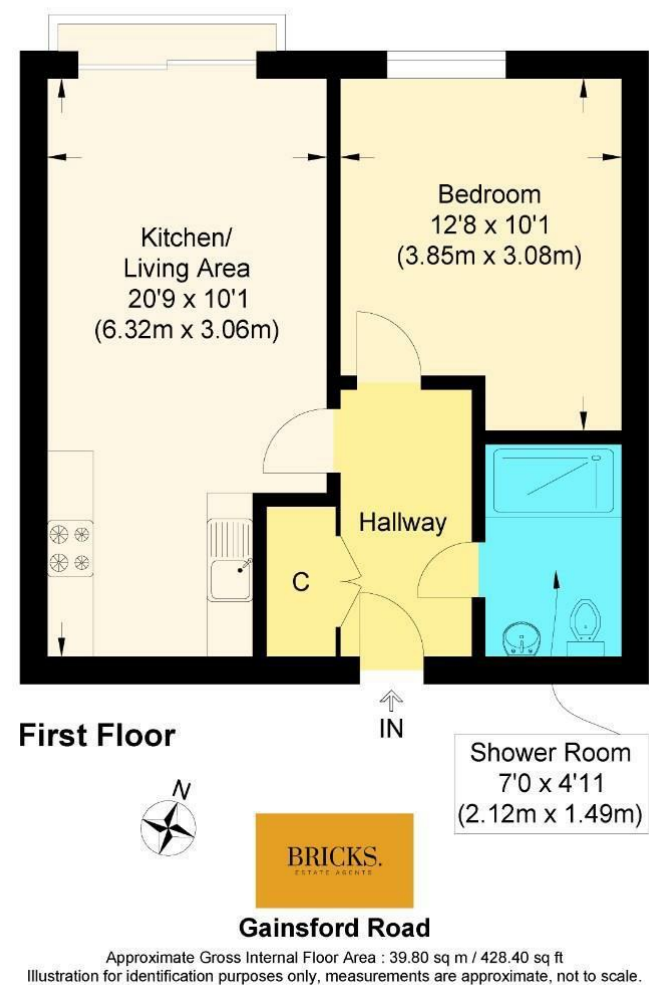 Kitchen/
Living Area
20'9 x 10'1
(6.32m x 3.06m)
Bedroom
12'8 x 10'1
(3.85m x 3.08m)
Hallway
C
IN
First Floor
Shower Room
7'0 x 4'11
(2.12m x 1.49m)
N
BRICKS.
ESTATE AGENTS
Gainsford Road
Approximate Gross Internal Floor Area : 39.80 sq m / 428.40 sq ft
Illustration for identification purposes only, measurements are approximate, not to scale.